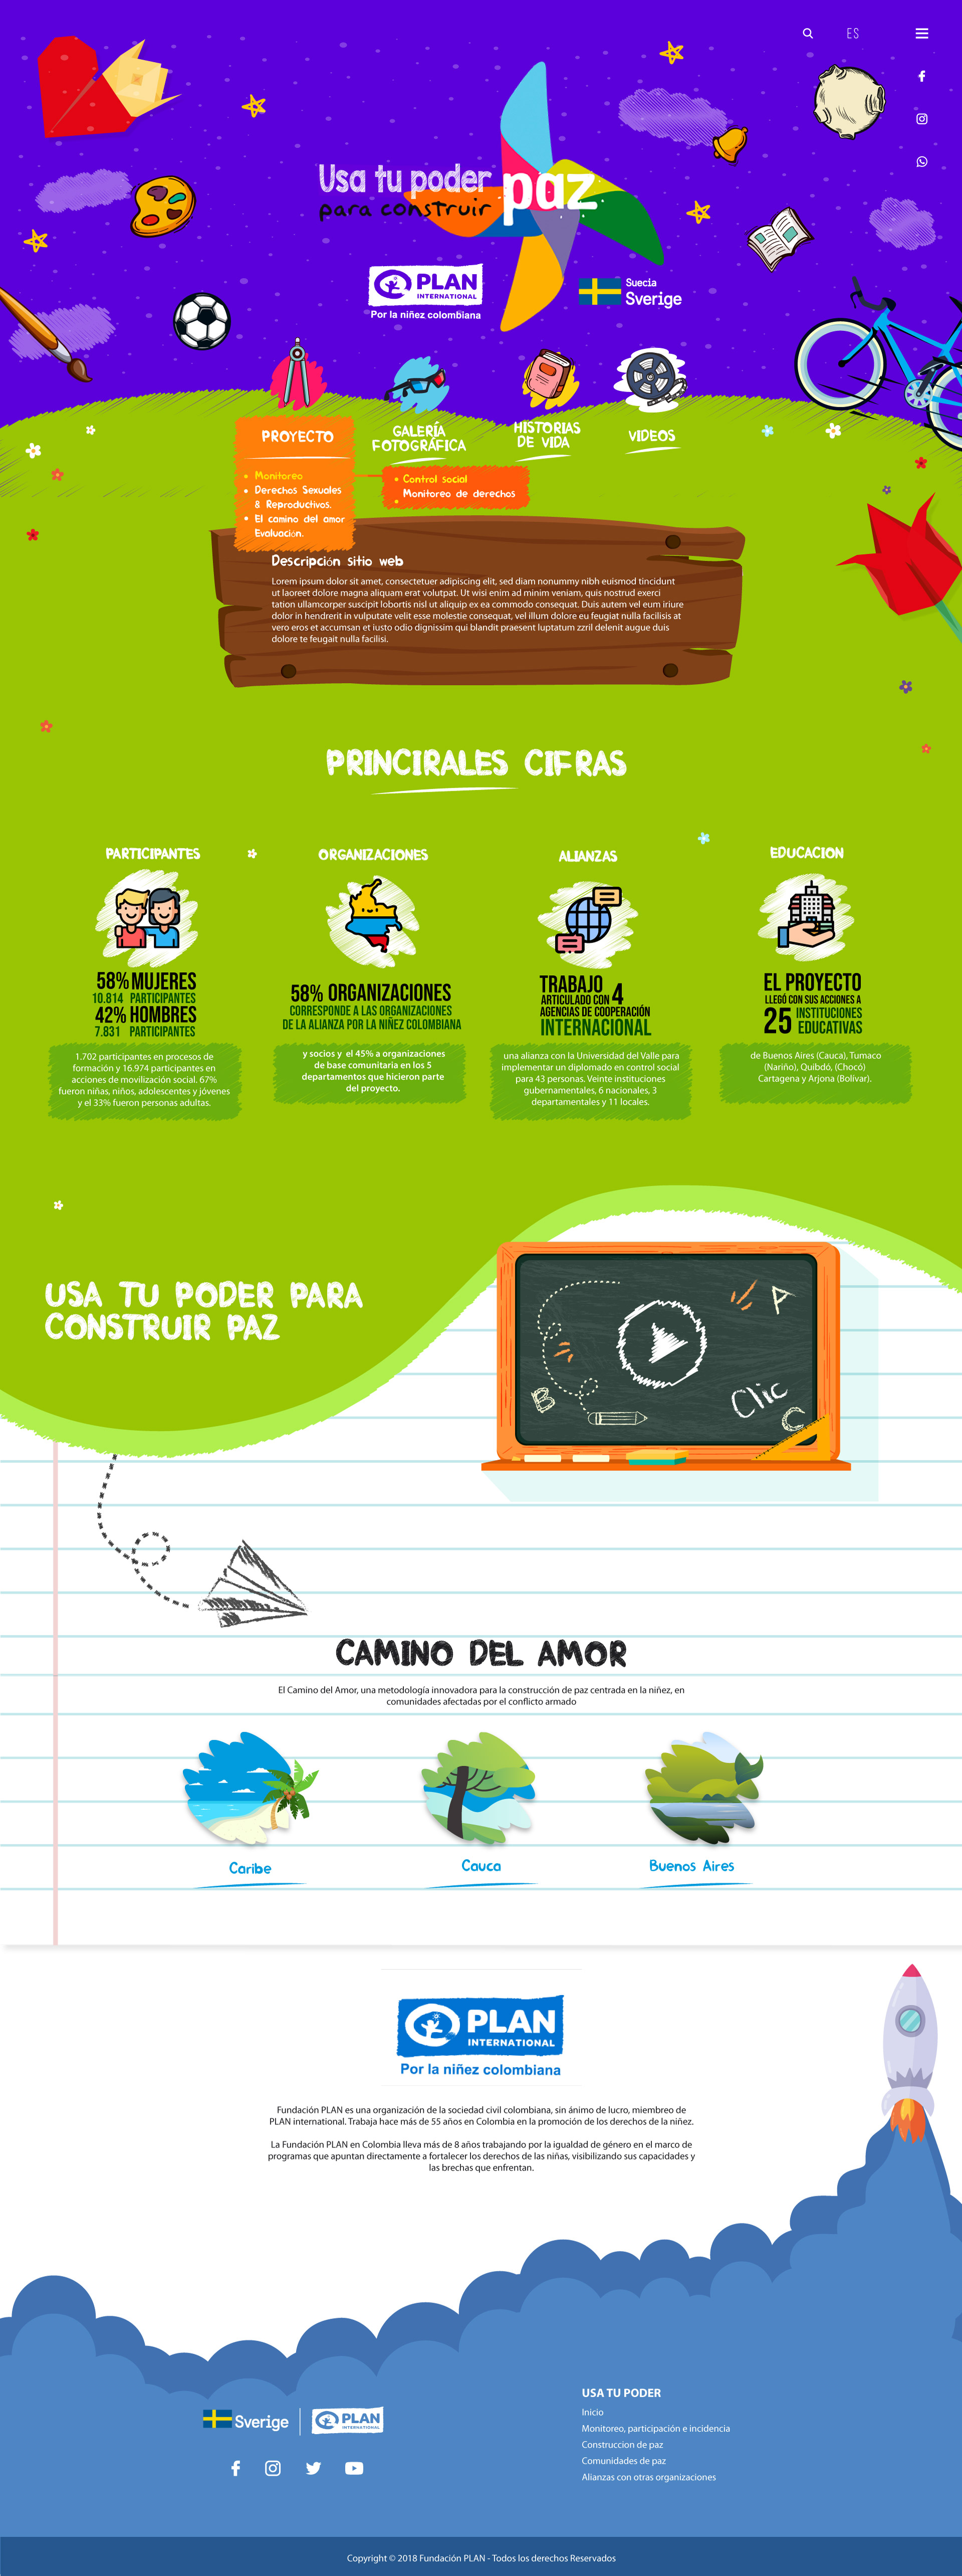 ES
Usa tu poder paz
para construir
PLAN
INTERNATIONAL
Por la niñez colombiana
Suecia
Sverige
PROYECTO
GALERÍA
FOTOGRÁFICA
HISTORIAS
DE VIDA
VIDEOS
Monitoreo
Derechos Sexuales
& Reproductivos.
El camino del amor
Evaluación.
Control social
Monitoreo de derechos
Descripción sitio web
Lorem ipsum dolor sit amet, consectetuer adipiscing elit, sed diam nonummy nibh euismod tincidunt
ut laoreet dolore magna aliquam erat volutpat. Ut wisi enim ad minim veniam, quis nostrud exerci
tation ullamcorper suscipit lobortis nisl ut aliquip ex ea commodo consequat. Duis autem vel eum iriure
dolor in hendrerit in vulputate velit esse molestie consequat, vel illum dolore eu feugiat nulla facilisis at
vero eros et accumsan et iusto odio dignissim qui blandit praesent luptatum zzril delenit augue duis
dolore te feugait nulla facilisi.
PRINCIRALES CIFRAS
PARTICIPANTES
58% MUJERES
10.814 PARTICIPANTES
42% HOMBRES
7.831 PARTICIPANTES
1.702 participantes en procesos de
formación y 16.974 participantes en
acciones de movilización social. 67%
fueron niñas, niños, adolescentes y jóvenes
y el 33% fueron personas adultas.
ORGANIZACIONES
58% ORGANIZACIONES
CORRESPONDE A LAS ORGANIZACIONES
DE LA ALIANZA POR LA NIÑEZ COLOMBIANA
y socios y el 45% a organizaciones
de base comunitaria en los 5
departamentos que hicieron parte
del proyecto.
ALIANZAS
TRABAJO
ARTICULADO CON 4
AGENCIAS DE COOPERACIÓN
INTERNACIONAL
una alianza con la Universidad del Valle para
implementar un diplomado en control social
para 43 personas. Veinte instituciones
gubernamentales, 6 nacionales, 3
departamentales y 11 locales.
EDUCACION
EL PROYECTO
LLEGÓ CON SUS ACCIONES A
25 INSTITUCIONES
EDUCATIVAS
de Buenos Aires (Cauca), Tumaco
(Nariño), Quibdó, (Chocó)
Cartagena y Arjona (Bolívar).
USA TU PODER PARA
CONSTRUIR PAZ
A
B
Clic
C
CAMINO DEL AMOR
El Camino del Amor, una metodología innovadora para la construcción de paz centrada en la niñez, en
comunidades afectadas por el conflicto armado
Caribe
Cauca
Buenos Aires
PLAN
INTERNATIONAL
Por la niñez colombiana
Fundación PLAN es una organización de la sociedad civil colombiana, sin ánimo de lucro, miembreo de
PLAN international. Trabaja hace más de 55 años en Colombia en la promoción de los derechos de la niñez.
La Fundación PLAN en Colombia lleva más de 8 años trabajando por la igualdad de género en el marco de
programas que apuntan directamente a fortalecer los derechos de las niñas, visibilizando sus capacidades y
las brechas que enfrentan.
Sverige
PLAN
INTERNATIONAL
USA TU PODER
Inicio
Monitoreo, participación e incidencia
Construccion de paz
Comunidades de paz
Alianzas con otras organizaciones
Copyright © 2018 Fundación PLAN - Todos los derechos Reservados